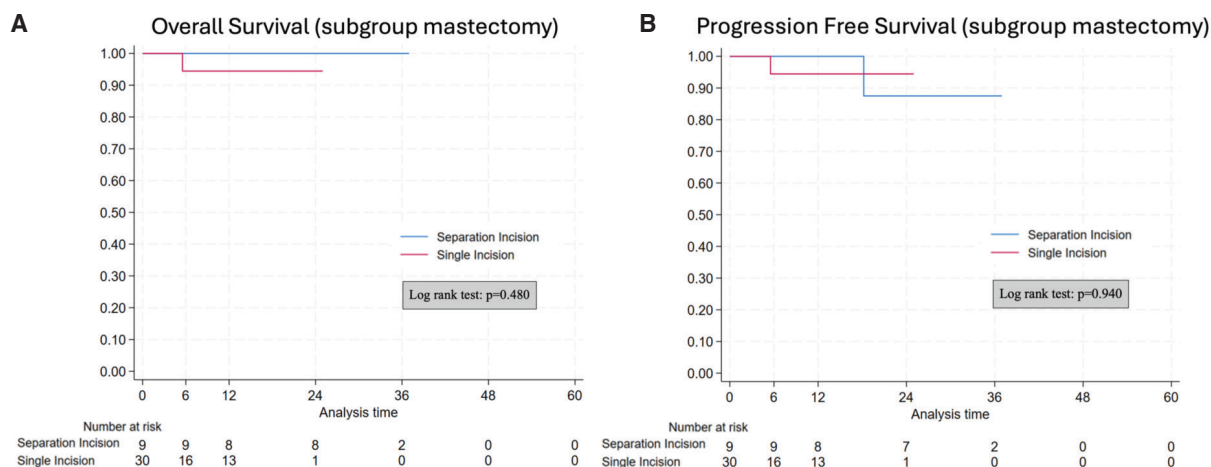 A
Overall Survival (subgroup mastectomy)
1.00
0.90
0.80
0.70
0.60
0.50
0.40
0.30
0.20
0.10
0.00
Separation Incision
Single Incision
Log rank test: p=0.480
0 6 12 24 36 48 60
Analysis time
Number at risk
Separation Incision 9 9 8 8 2 0 0
Single Incision 30 16 13 1 0 0 0
B
Progression Free Survival (subgroup mastectomy)
1.00
0.90
0.80
0.70
0.60
0.50
0.40
0.30
0.20
0.10
0.00
Separation Incision
Single Incision
Log rank test: p=0.940
0 6 12 24 36 48 60
Analysis time
Number at risk
Separation Incision 9 9 8 7 2 0 0
Single Incision 30 16 13 1 0 0 0